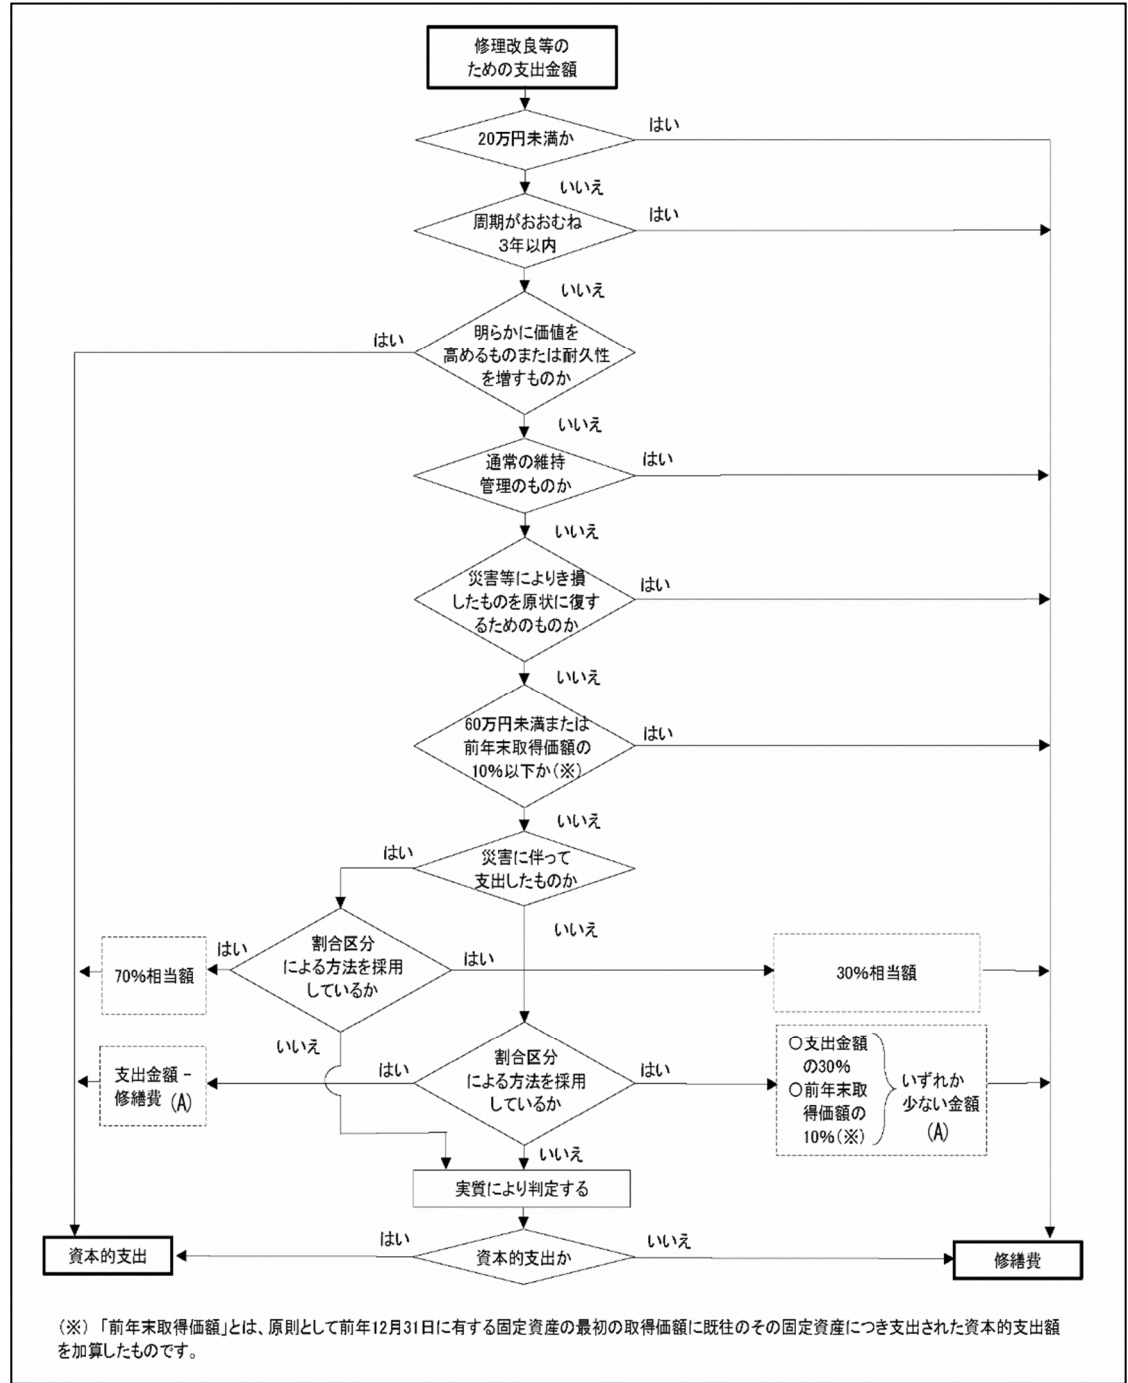 修理改良等の
ための支出金額
20万円未満か
はい
いいえ
周期がおおむね
3年以内
はい
いいえ
明らかに価値を
高めるものまたは耐久性
を増すものか
はい
いいえ
通常の維持
管理のものか
はい
いいえ
災害等によりき損
したものを原状に復す
るためのものか
はい
いいえ
60万円未満または
前年末取得価額の
10%以下か(※)
はい
いいえ
災害に伴って
支出したものか
はい
いいえ
割合区分
による方法を採用
しているか
はい
70%相当額
はい
30%相当額
いいえ
割合区分
による方法を採用
しているか
はい
支出金額-
修繕費(A)
はい
○支出金額
の30%
○前年末取
得価額の
10%(※)
いずれか
少ない金額
(A)
いいえ
実質により判定する
資本的支出か
はい
資本的支出
いいえ
修繕費
(※)「前年末取得価額」とは、原則として前年12月31日に有する固定資産の最初の取得価額に既往のその固定資産につき支出された資本的支出額
を加算したものです。